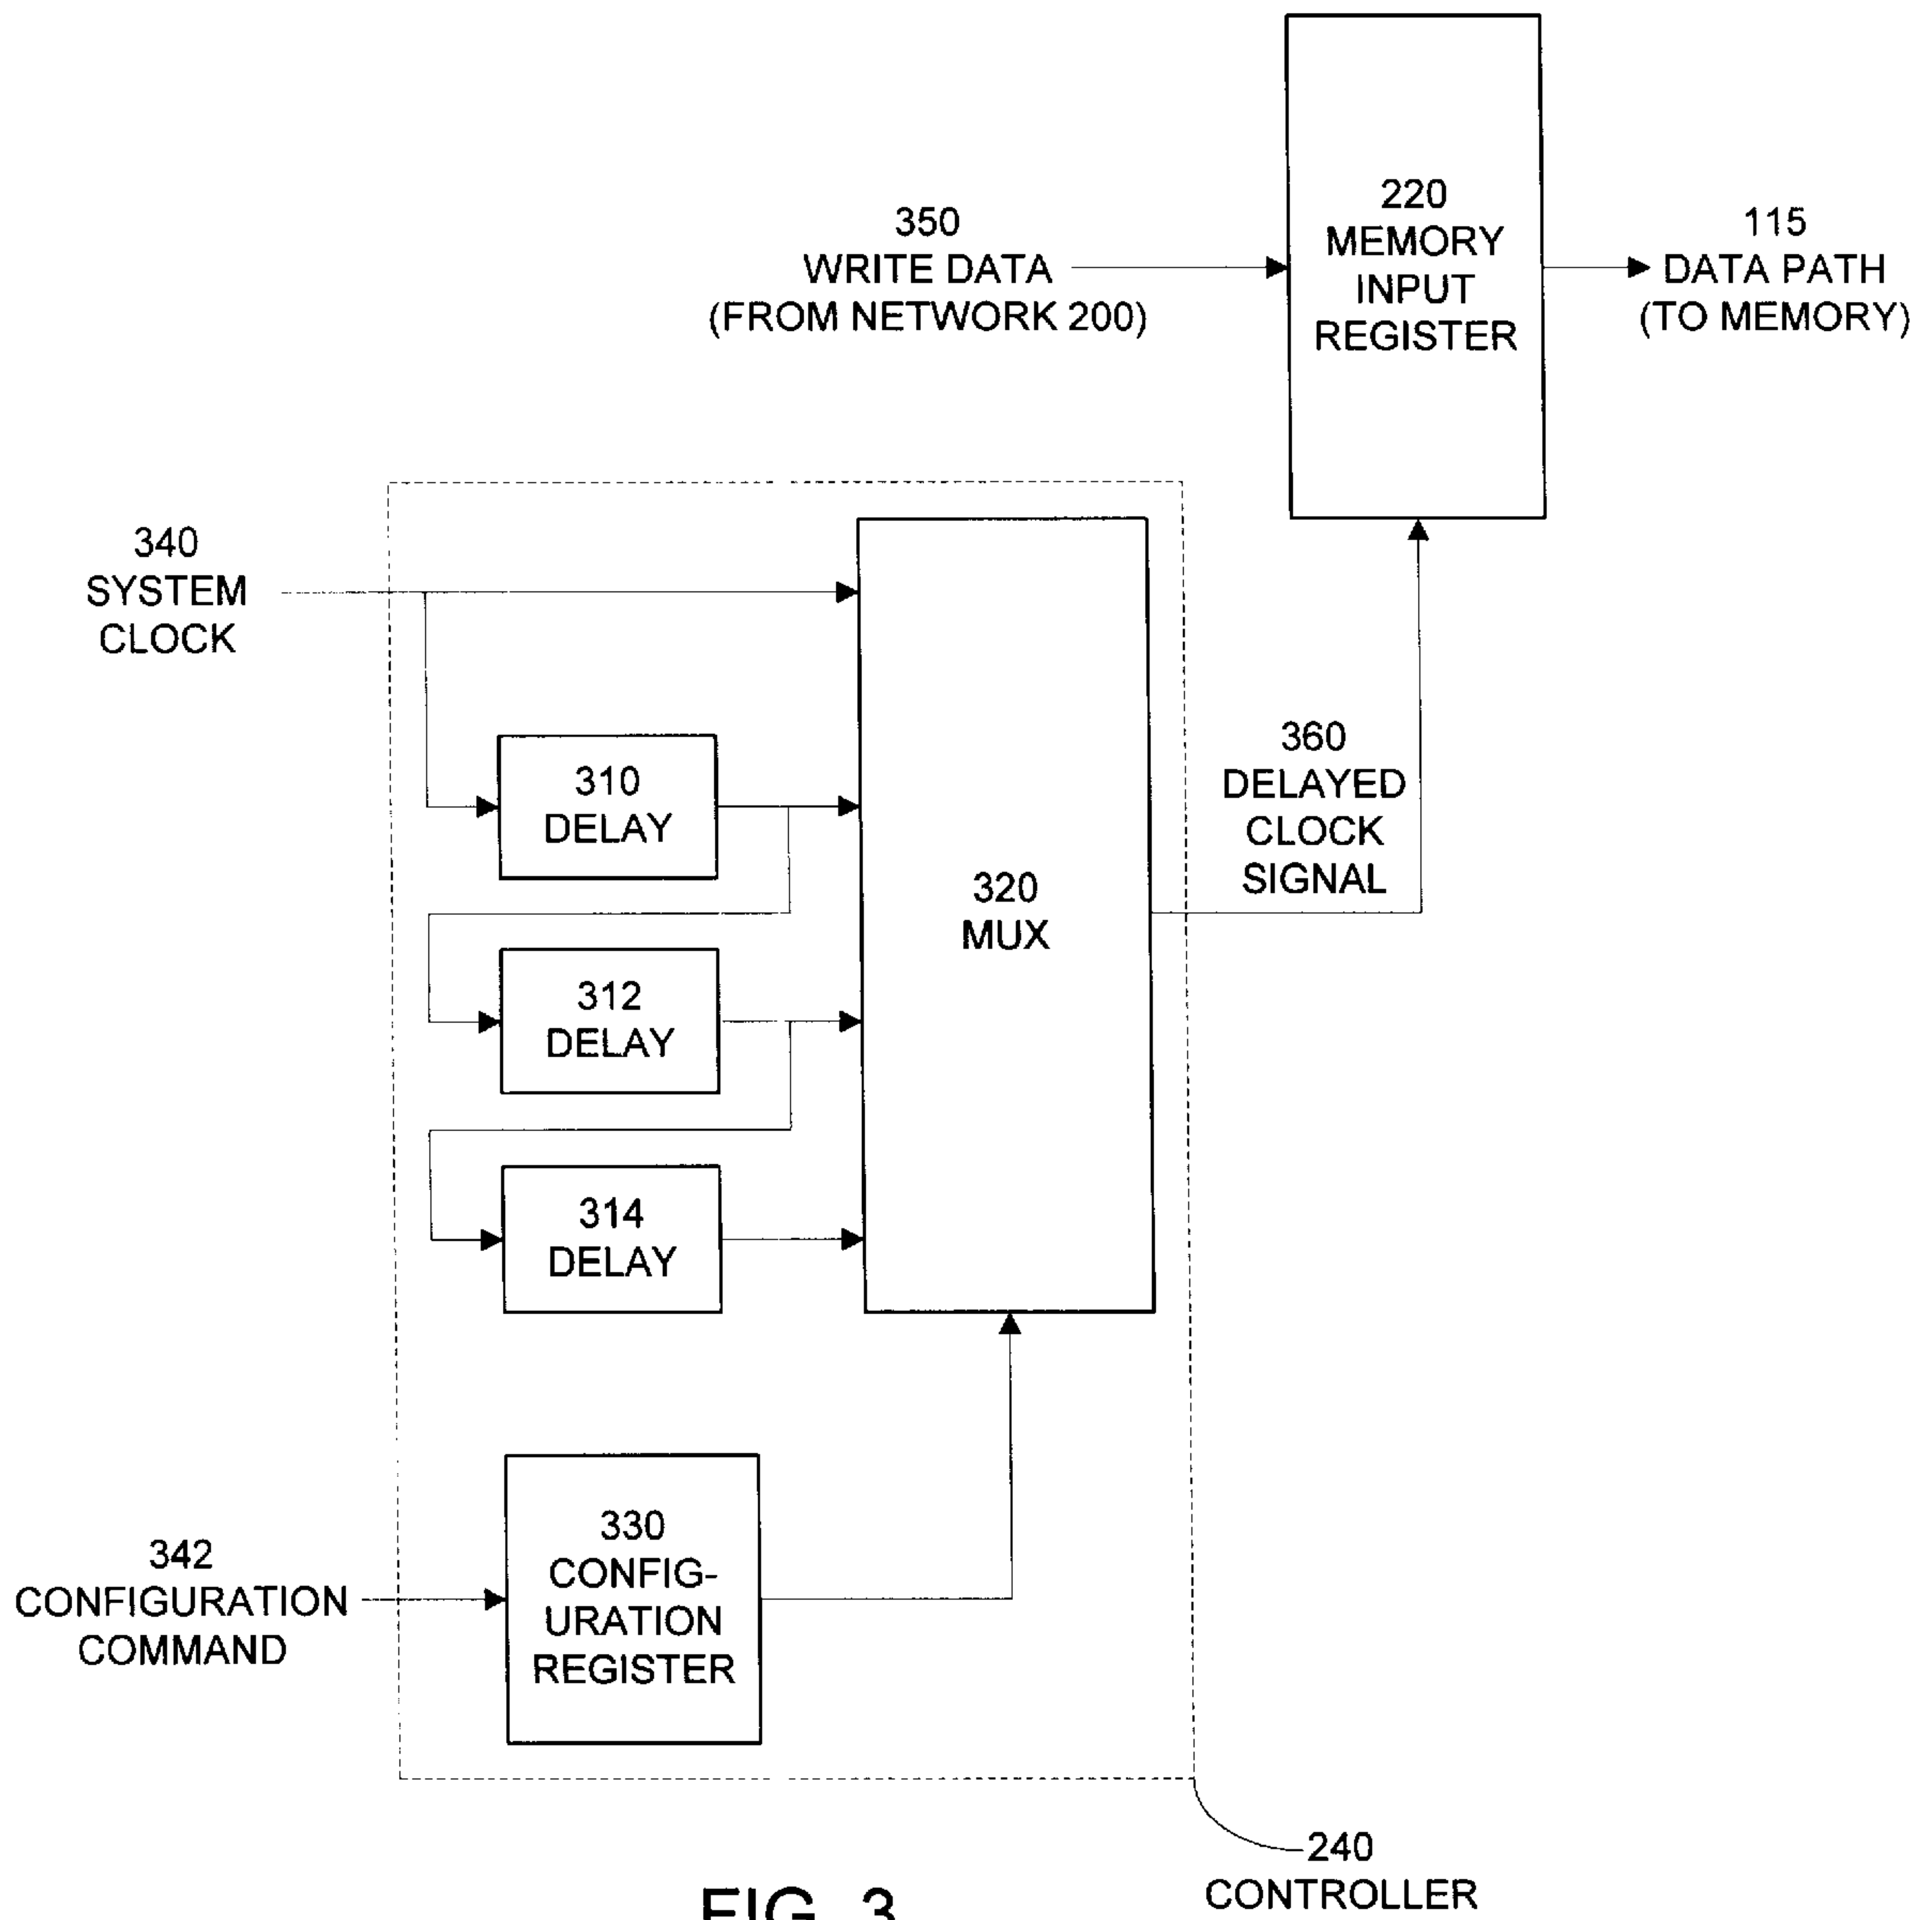 220
MEMORY
INPUT
REGISTER
350
WRITE DATA
(FROM NETWORK 200)
115
DATA PATH
(TO MEMORY)
340
SYSTEM
CLOCK
310
DELAY
312
DELAY
314
DELAY
320
MUX
360
DELAYED
CLOCK
SIGNAL
330
CONFIG-
URATION
REGISTER
342
CONFIGURATION
COMMAND
240
CONTROLLER
FIG. 3